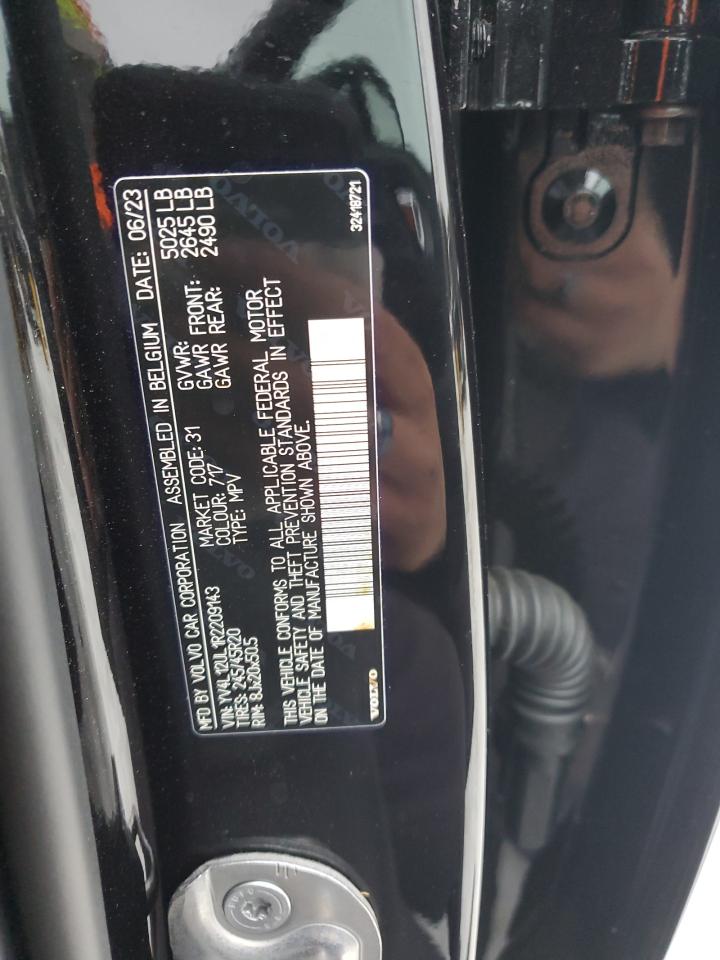 MFD BY VOLVO CAR CORPORATION ASSEMBLED IN BELGIUM DATE: 06/23
VIN: YV4L12UL1R2209143 MARKET CODE: 31 GVWR: 5025 LB
TIRES: 245/45R20 COLOUR: 717 GAWR FRONT: 2645 LB
RIM: 8Jx20x50.5 TYPE: MPV GAWR REAR: 2490 LB
THIS VEHICLE CONFORMS TO ALL APPLICABLE FEDERAL MOTOR
VEHICLE SAFETY AND THEFT PREVENTION STANDARDS IN EFFECT
ON THE DATE OF MANUFACTURE SHOWN ABOVE.
VOLVO 32418721